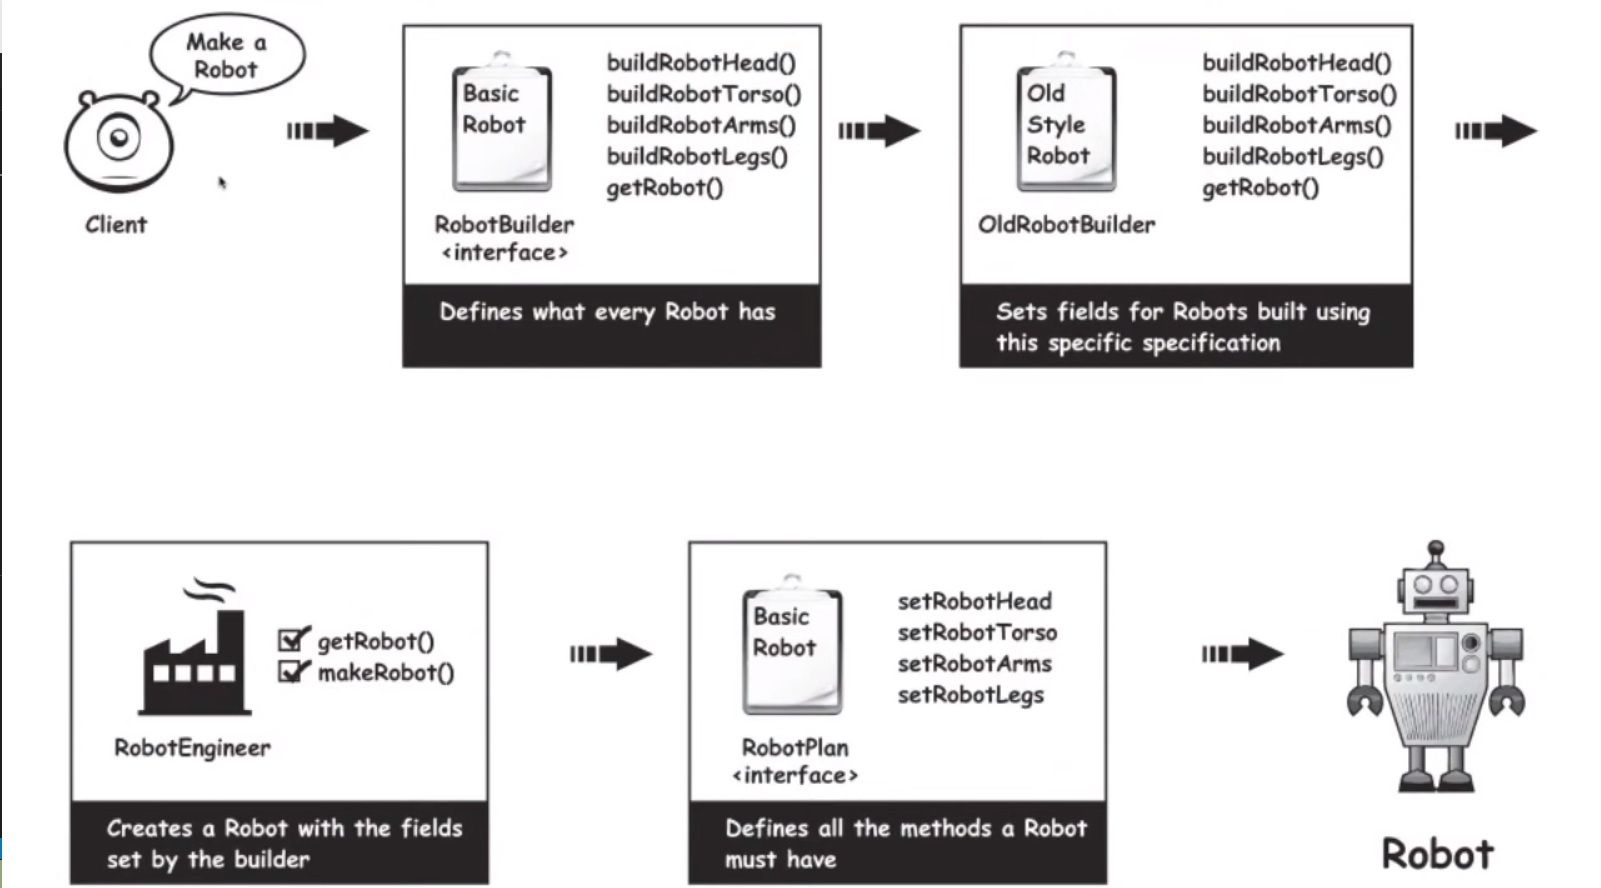 Make a
Robot
Client
Basic
Robot
RobotBuilder
<interface>
buildRobotHead()
buildRobotTorso()
buildRobotArms()
buildRobotLegs()
getRobot()
Defines what every Robot has
Old
Style
Robot
OldRobotBuilder
buildRobotHead()
buildRobotTorso()
buildRobotArms()
buildRobotLegs()
getRobot()
Sets fields for Robots built using
this specific specification
getRobot()
makeRobot()
RobotEngineer
Creates a Robot with the fields
set by the builder
Basic
Robot
RobotPlan
<interface>
setRobotHead
setRobotTorso
setRobotArms
setRobotLegs
Defines all the methods a Robot
must have
Robot